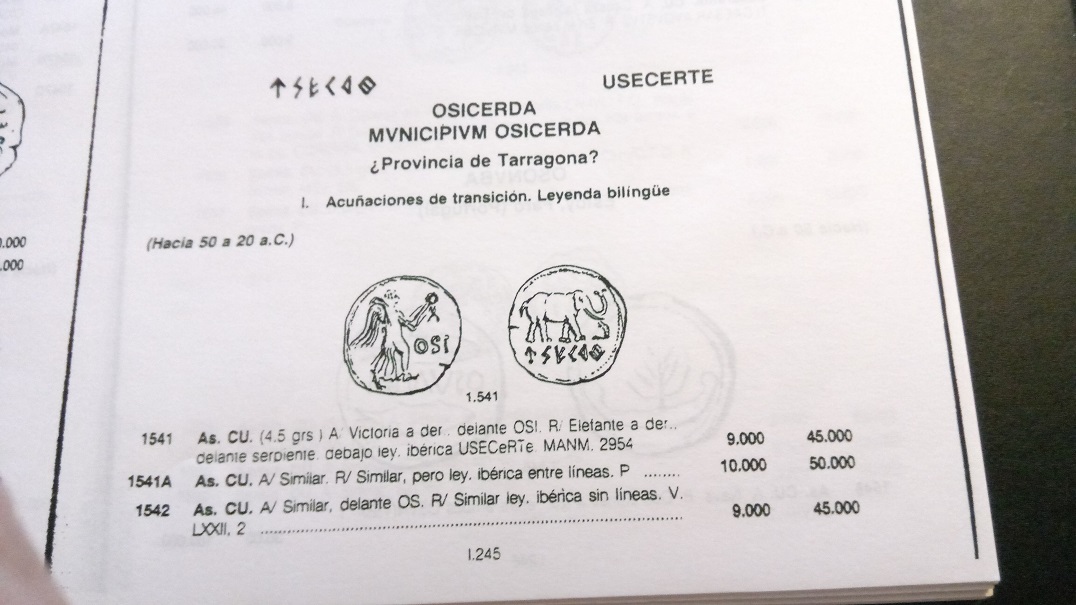 USECERTE
OSICERDA
MVNICIPIVM OSICERDA
¿Provincia de Tarragona?
I. Acuñaciones de transición. Leyenda bilingüe
(Hacia 50 a 20 a.C.)
.000
.000
OSI
1.541
1541 As. CU. (4.5 grs ) A/ Victoria a der.. delante OSI. R/ Elefante a der.. 9.000 45.000
delante serpiente. debajo ley. ibérica USECeRTe. MANM. 2954
1541A As. CU. A/ Similar. R/ Similar, pero ley. ibérica entre líneas. P ........ 10.000 50.000
1542 As. CU. A/ Similar, delante OS. R/ Similar ley. ibérica sin líneas. V. 9.000 45.000
LXXII, 2 ........................................................
I.245